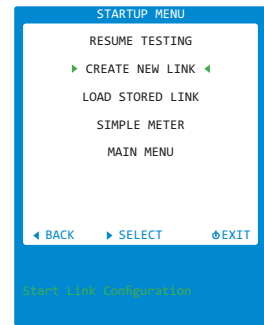 STARTUP MENU
RESUME TESTING
CREATE NEW LINK
LOAD STORED LINK
SIMPLE METER
MAIN MENU
BACK SELECT EXIT
Start Link Configuration